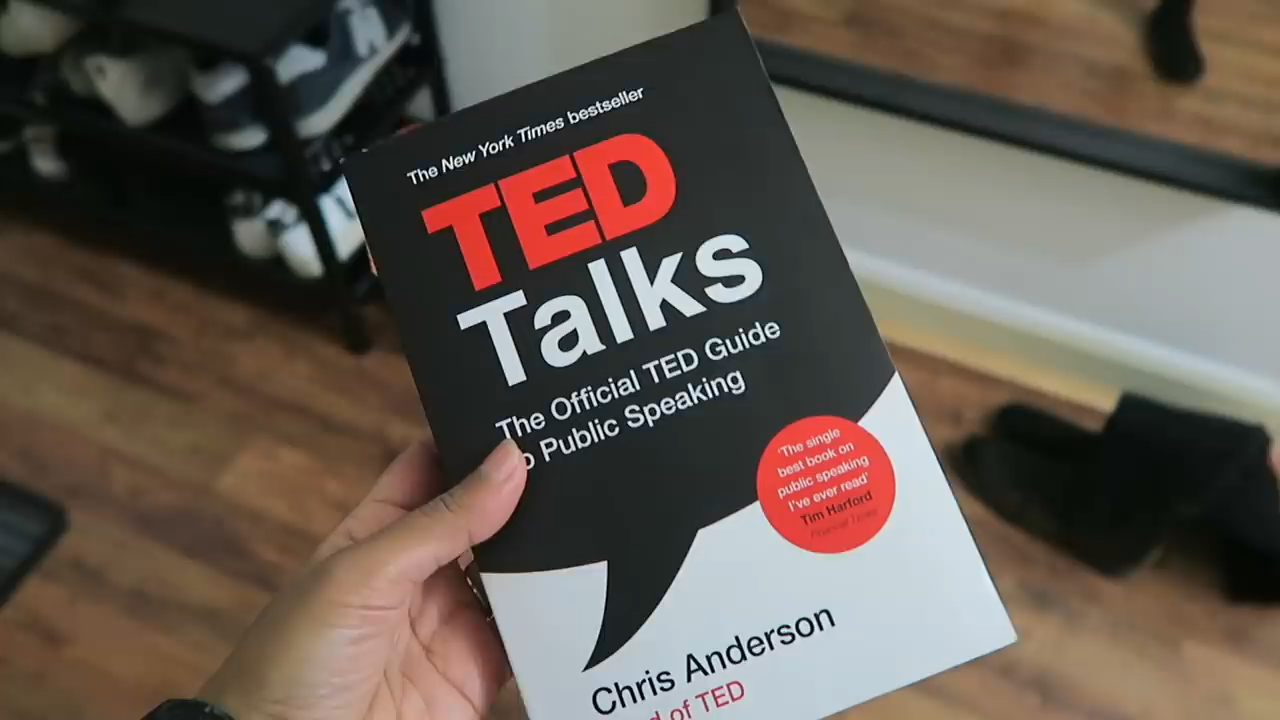 The New York Times bestseller
TED
Talks
The Official TED Guide
Public Speaking
'The single
best book on
public speaking
I've ever read'
Tim Harford
Financial Times
Chris Anderson
of TED